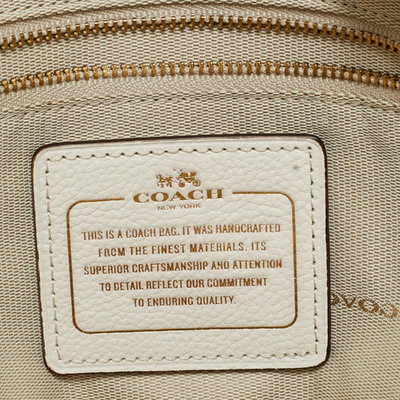 COACH
NEW YORK
THIS IS A COACH BAG. IT WAS HANDCRAFTED
FROM THE FINEST MATERIALS. ITS
SUPERIOR CRAFTSMANSHIP AND ATTENTION
TO DETAIL REFLECT OUR COMMITMENT
TO ENDURING QUALITY.
COAC